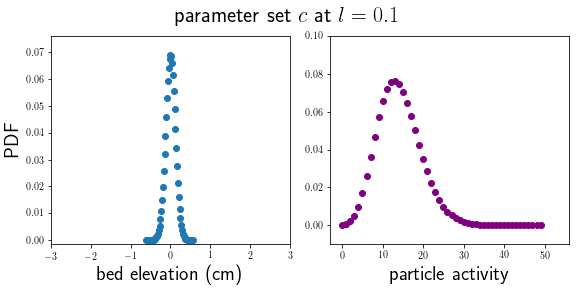 parameter set c at l = 0.1
PDF
0.07
0.06
0.05
0.04
0.03
0.02
0.01
0.00
−3 −2 −1 0 1 2 3
bed elevation (cm)
0.10
0.08
0.06
0.04
0.02
0.00
0 10 20 30 40 50
particle activity